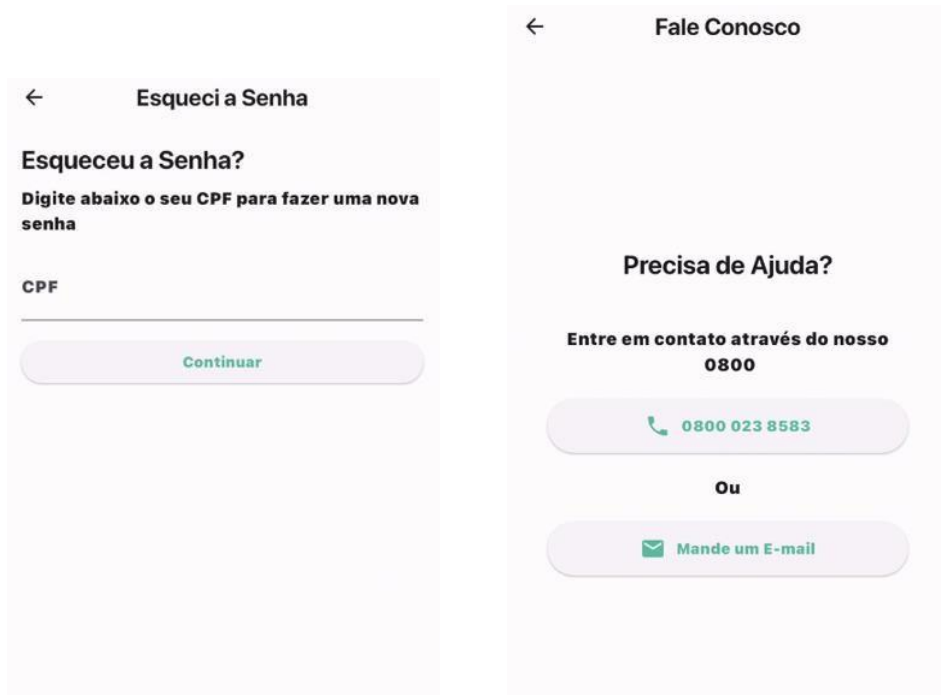 Esqueci a Senha
Esqueceu a Senha?
Digite abaixo o seu CPF para fazer uma nova
senha
CPF
Continuar
Fale Conosco
Precisa de Ajuda?
Entre em contato através do nosso
0800
0800 023 8583
Ou
Mande um E-mail